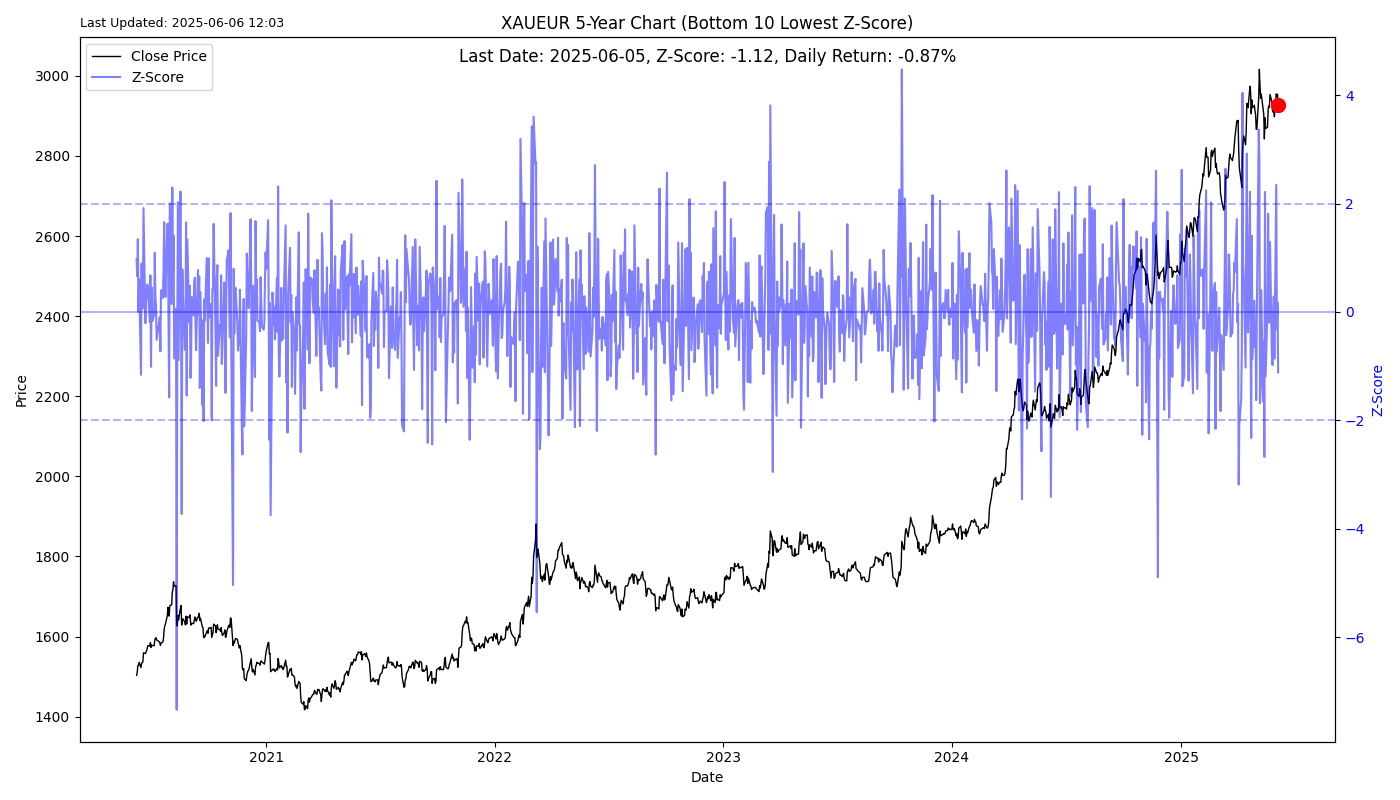 Last Updated: 2025-06-06 12:03
XAUEUR 5-Year Chart (Bottom 10 Lowest Z-Score)
Last Date: 2025-06-05, Z-Score: -1.12, Daily Return: -0.87%
Close Price
Z-Score
3000
2800
2600
2400
2200
2000
1800
1600
1400
Price
4
2
0
−2
−4
−6
Z-Score
2021
2022
2023
2024
2025
Date